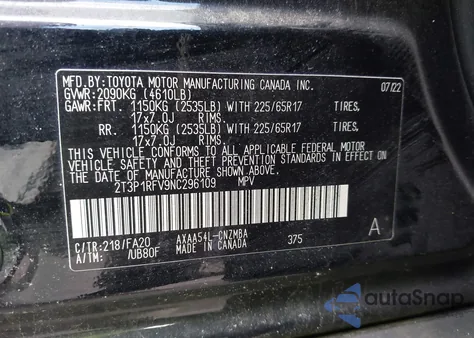 MFD.BY:TOYOTA MOTOR MANUFACTURING CANADA INC.
GVWR:2090KG (4610LB) 07/22
GAWR:FRT. 1150KG (2535LB) WITH 225/65R17 TIRES.
17x7.0J RIMS.
RR. 1150KG (2535LB) WITH 225/65R17 TIRES.
17x7.0J RIMS.
THIS VEHICLE CONFORMS TO ALL APPLICABLE FEDERAL MOTOR
VEHICLE SAFETY AND THEFT PREVENTION STANDARDS IN EFFECT ON
THE DATE OF MANUFACTURE SHOWN ABOVE.
2T3P1RFV9NC296109 MPV
C/TR:218/FA20 AXAA54L-CNZMBA 375 A
A/TM: /UB80F MADE IN CANADA
autoSnap